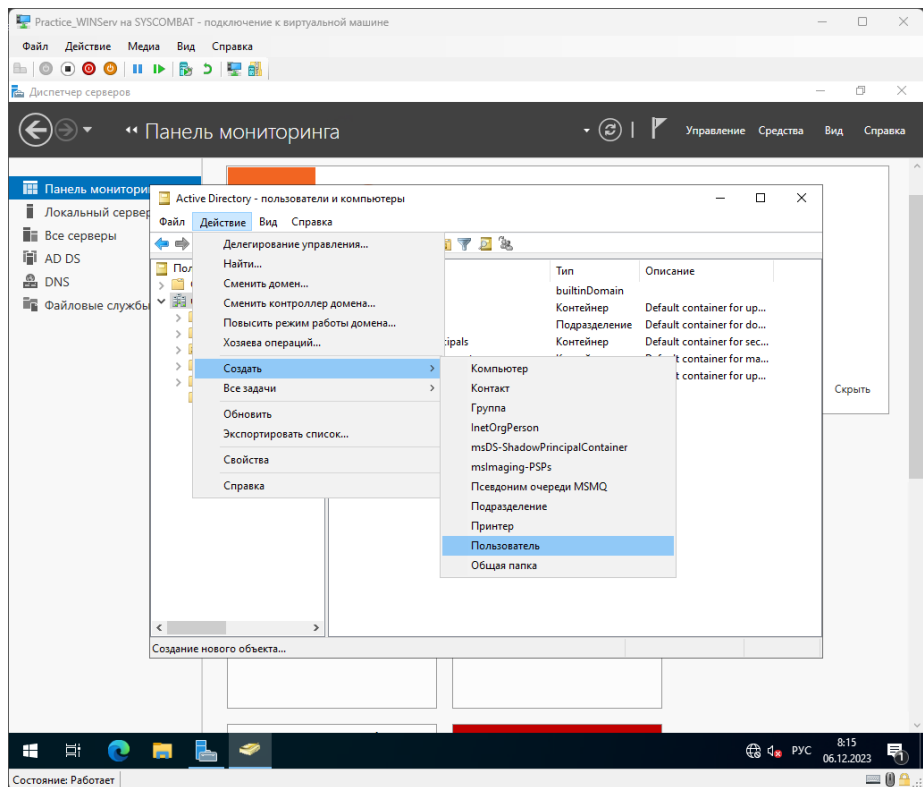 Practice_WINServ на SYSCOMBAT - подключение к виртуальной машине
Файл Действие Медиа Вид Справка
Диспетчер серверов
Панель мониторинга
Управление Средства Вид Справка
Панель монитори
Локальный сервер
Все серверы
AD DS
DNS
Файловые службы
Active Directory - пользователи и компьютеры
Файл Действие Вид Справка
Делегирование управления...
Найти...
Сменить домен...
Сменить контроллер домена...
Повысить режим работы домена...
Хозяева операций...
Создать
Все задачи
Обновить
Экспортировать список...
Свойства
Справка
Пол
Тип Описание
builtinDomain
Контейнер Default container for up...
Подразделение Default container for do...
cipals Контейнер Default container for sec...
t container for ma...
t container for up...
Компьютер
Контакт
Группа
InetOrgPerson
msDS-ShadowPrincipalContainer
msImaging-PSPs
Псевдоним очереди MSMQ
Подразделение
Принтер
Пользователь
Общая папка
Скрыть
Создание нового объекта...
РУС
8:15
06.12.2023
1
Состояние: Работает